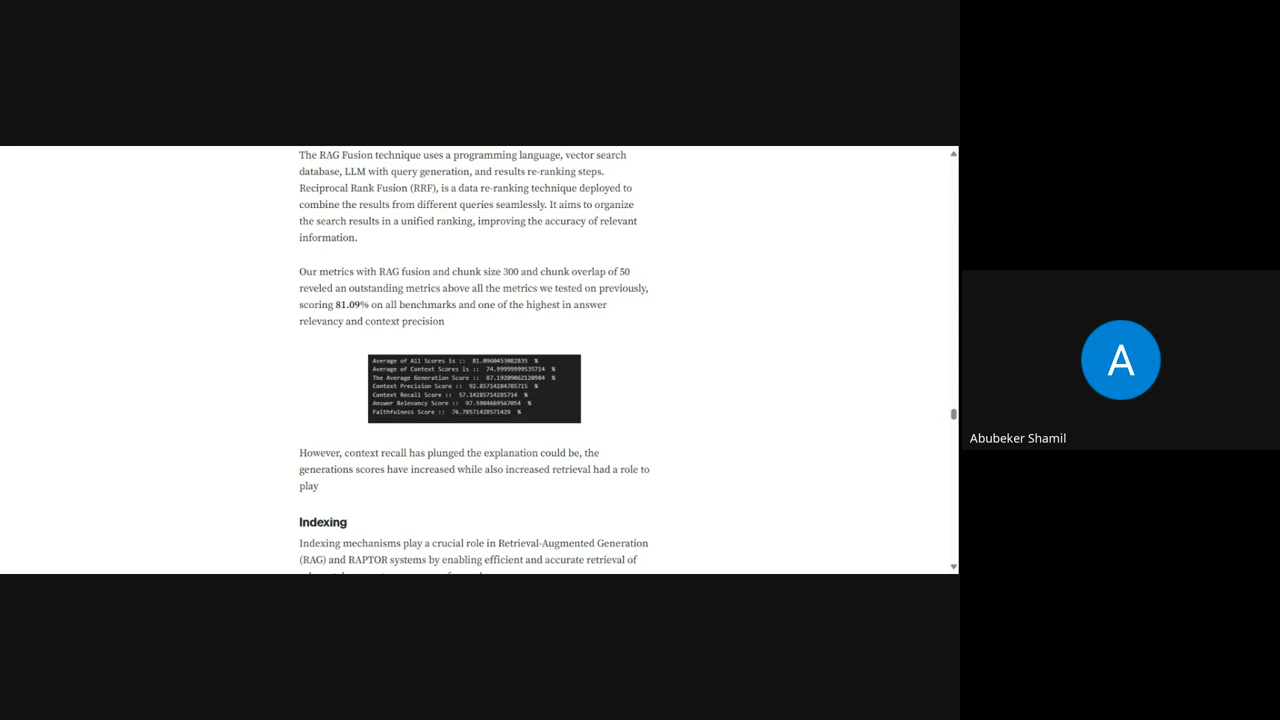 The RAG Fusion technique uses a programming language, vector search
database, LLM with query generation, and results re-ranking steps.
Reciprocal Rank Fusion (RRF), is a data re-ranking technique deployed to
combine the results from different queries seamlessly. It aims to organize
the search results in a unified ranking, improving the accuracy of relevant
information.
Our metrics with RAG fusion and chunk size 300 and chunk overlap of 50
reveled an outstanding metrics above all the metrics we tested on previously,
scoring 81.09% on all benchmarks and one of the highest in answer
relevancy and context precision
Average of All Scores is :: 81.0960453082835 %
Average of Context Scores is :: 74.99999999535714 %
The Average Generation Score :: 87.19209062120984 %
Context Precision Score :: 92.85714284785715 %
Context Recall Score :: 57.14285714285714 %
Answer Relevancy Score :: 97.5984669567054 %
Faithfulness Score :: 76.78571428571429 %
However, context recall has plunged the explanation could be, the
generations scores have increased while also increased retrieval had a role to
play
Indexing
Indexing mechanisms play a crucial role in Retrieval-Augmented Generation
(RAG) and RAPTOR systems by enabling efficient and accurate retrieval of
A
Abubeker Shamil